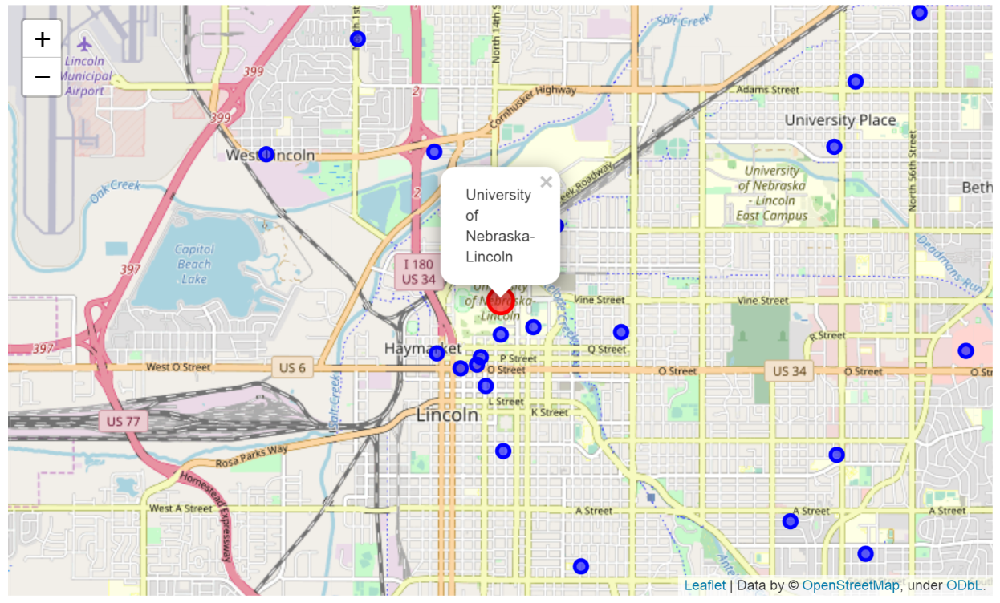 +
−
North 1st
North 14th S
Salt Creek
Lincoln
Municipal
Airport
399
2
Cornhusker Highway
Adams Street
399
University Place
West Lincoln
North 56th Street
University
of Nebraska
- Lincoln
East Campus
Beth
Oak Creek
2
eek Roadway
×
University
of
Nebraska-
Lincoln
Capitol
Beach
Lake
Deadmans Run
397
I 180
US 34
University
of Nebraska-
Lincoln
Vine Street
Vine Street
R Street
397
Haymarket
P Street
Q Street
West O Street
US 6
O Street
O Street
US 34
O Street
O Str
Salt Creek
L Street
K Street
Lincoln
US 77
Rosa Parks Way
Homestead Expressway
West A Street
A Street
A Street
A Street
Ante
Leaflet | Data by © OpenStreetMap, under ODbL.